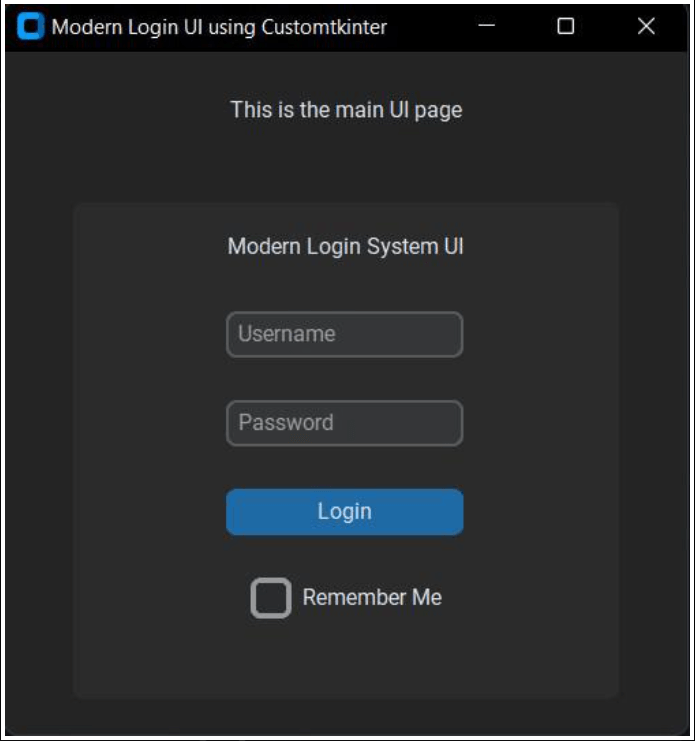 Modern Login UI using Customtkinter
This is the main UI page
Modern Login System UI
Username
Password
Login
Remember Me